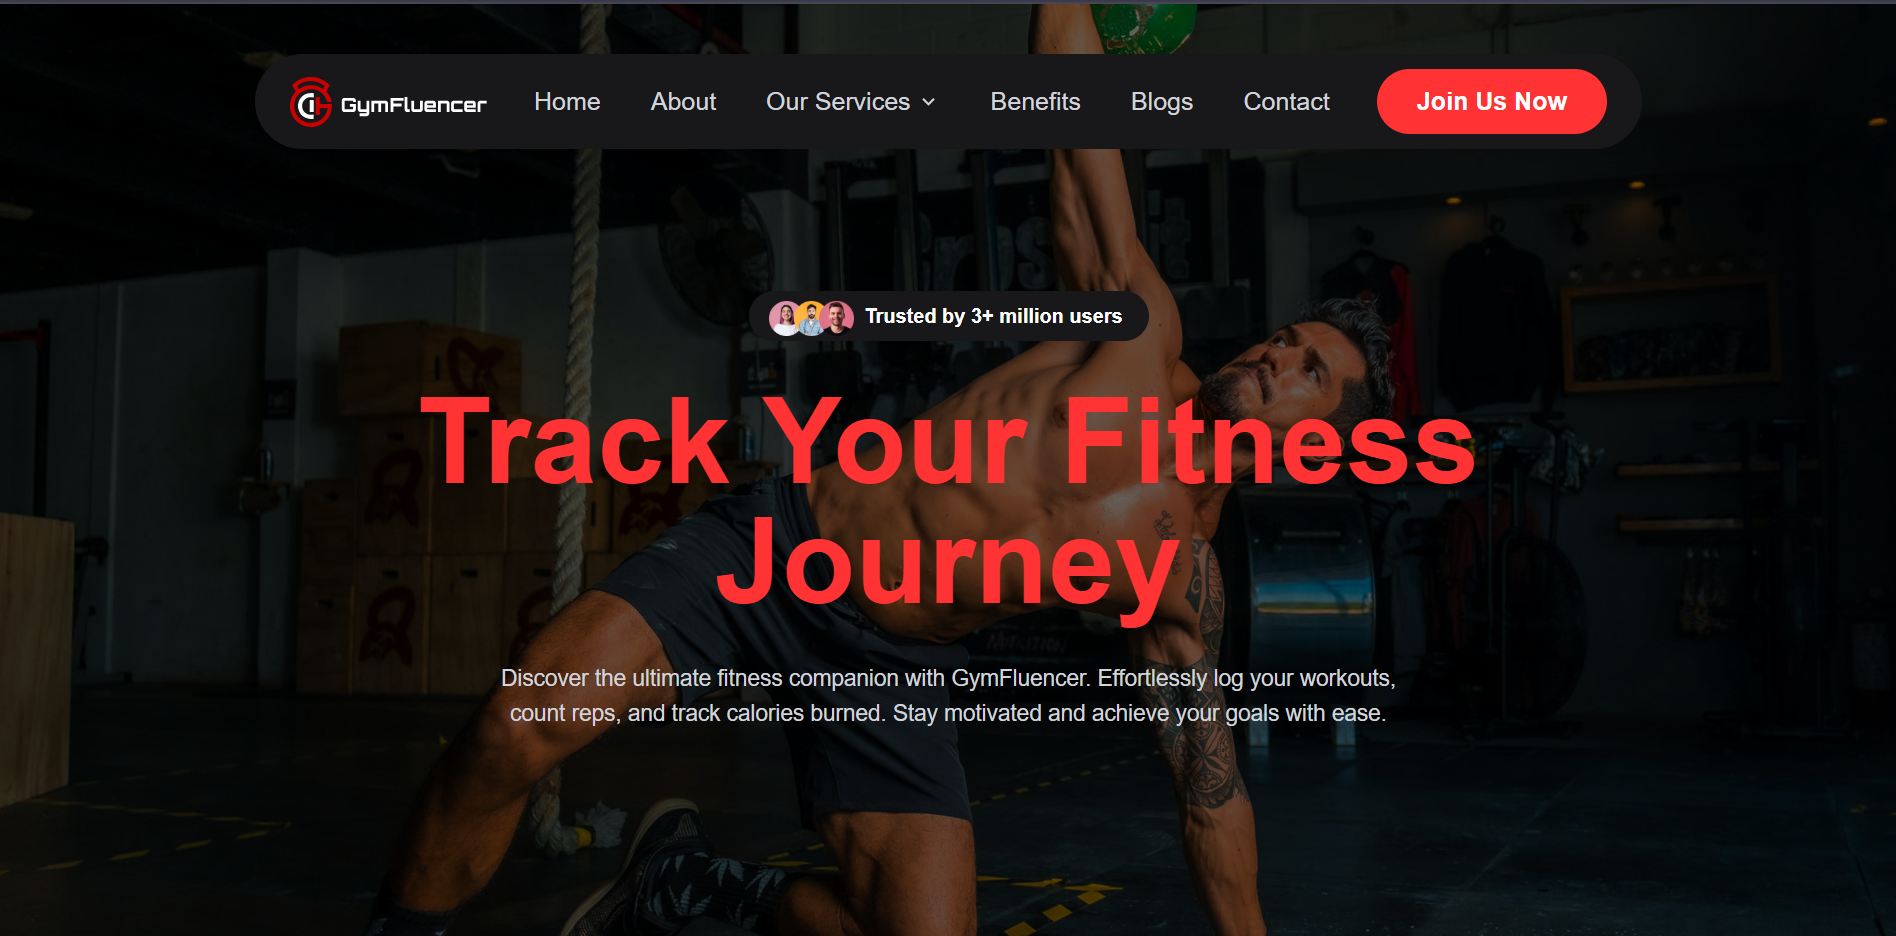 GymFluencer Home About Our Services Benefits Blogs Contact Join Us Now
Trusted by 3+ million users
Track Your Fitness
Journey
Discover the ultimate fitness companion with GymFluencer. Effortlessly log your workouts,
count reps, and track calories burned. Stay motivated and achieve your goals with ease.